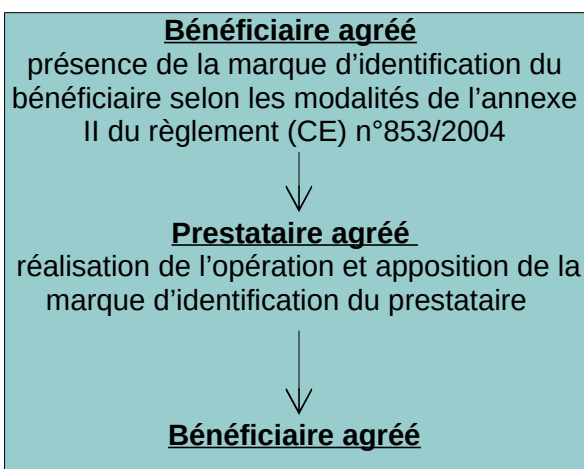 Bénéficiaire agréé
présence de la marque d’identification du
bénéficiaire selon les modalités de l’annexe
II du règlement (CE) n°853/2004
Prestataire agréé
réalisation de l’opération et apposition de la
marque d’identification du prestataire
Bénéficiaire agréé